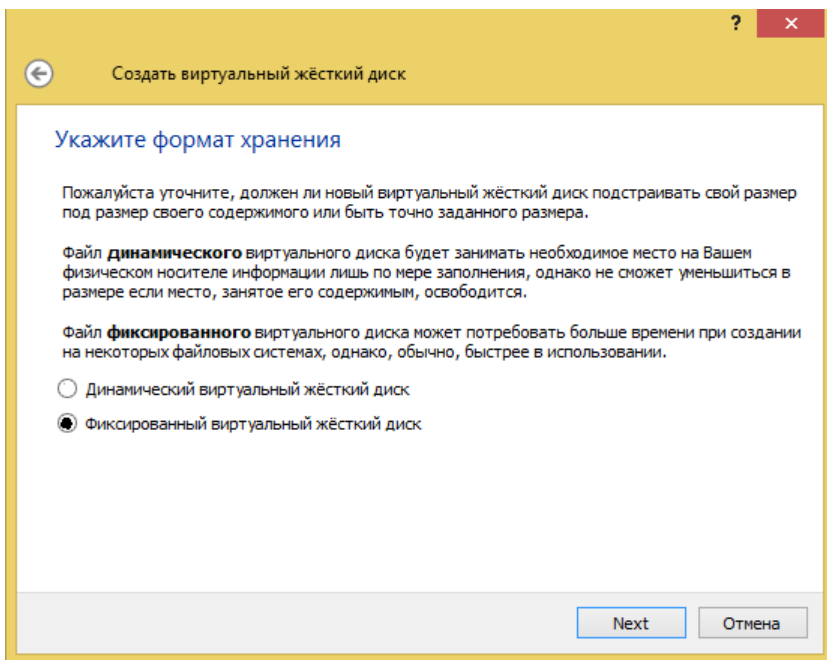 ?
Создать виртуальный жёсткий диск
Укажите формат хранения
Пожалуйста уточните, должен ли новый виртуальный жёсткий диск подстраивать свой размер
под размер своего содержимого или быть точно заданного размера.
Файл динамического виртуального диска будет занимать необходимое место на Вашем
физическом носителе информации лишь по мере заполнения, однако не сможет уменьшиться в
размере если место, занятое его содержимым, освободится.
Файл фиксированного виртуального диска может потребовать больше времени при создании
на некоторых файловых системах, однако, обычно, быстрее в использовании.
Динамический виртуальный жёсткий диск
Фиксированный виртуальный жёсткий диск
Next
Отмена